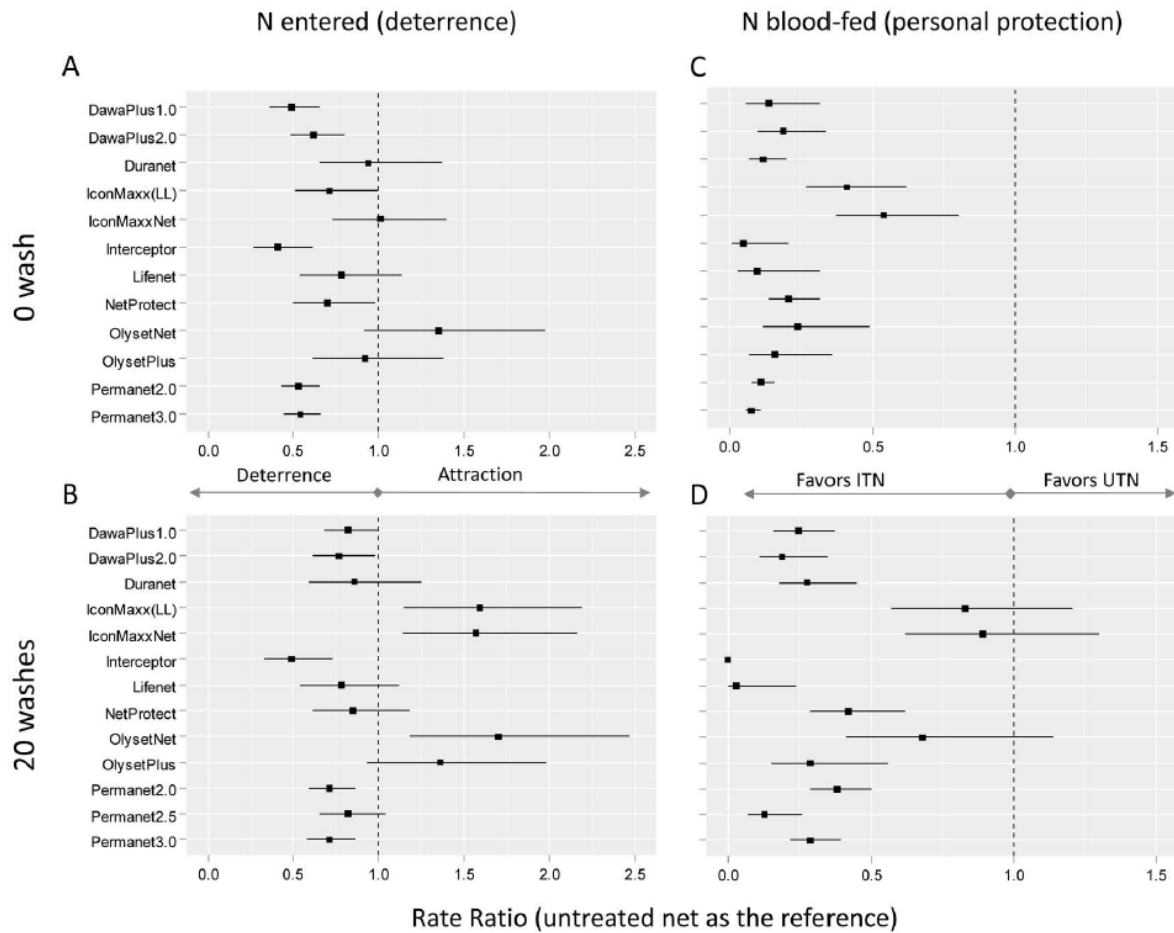 N entered (deterrence)
N blood-fed (personal protection)
A
C
0 wash
DawaPlus1.0
DawaPlus2.0
Duranet
IconMaxx(LL)
IconMaxxNet
Interceptor
Lifenet
NetProtect
OlysetNet
OlysetPlus
Permanet2.0
Permanet3.0
0.0 0.5 1.0 1.5 2.0 2.5
0.0 0.5 1.0 1.5
Deterrence Attraction
Favors ITN Favors UTN
B
D
20 washes
DawaPlus1.0
DawaPlus2.0
Duranet
IconMaxx(LL)
IconMaxxNet
Interceptor
Lifenet
NetProtect
OlysetNet
OlysetPlus
Permanet2.0
Permanet2.5
Permanet3.0
0.0 0.5 1.0 1.5 2.0 2.5
0.0 0.5 1.0 1.5
Rate Ratio (untreated net as the reference)